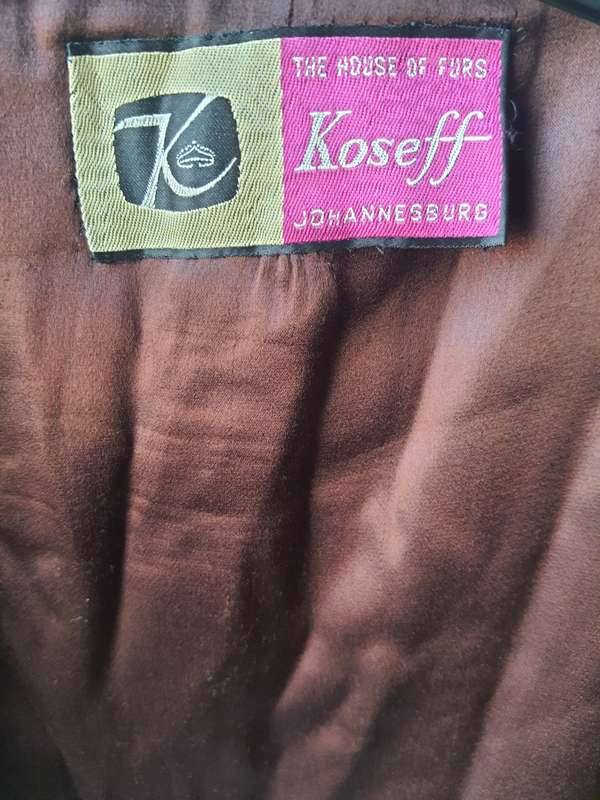 K
THE HOUSE OF FURS
Koseff
JOHANNESBURG